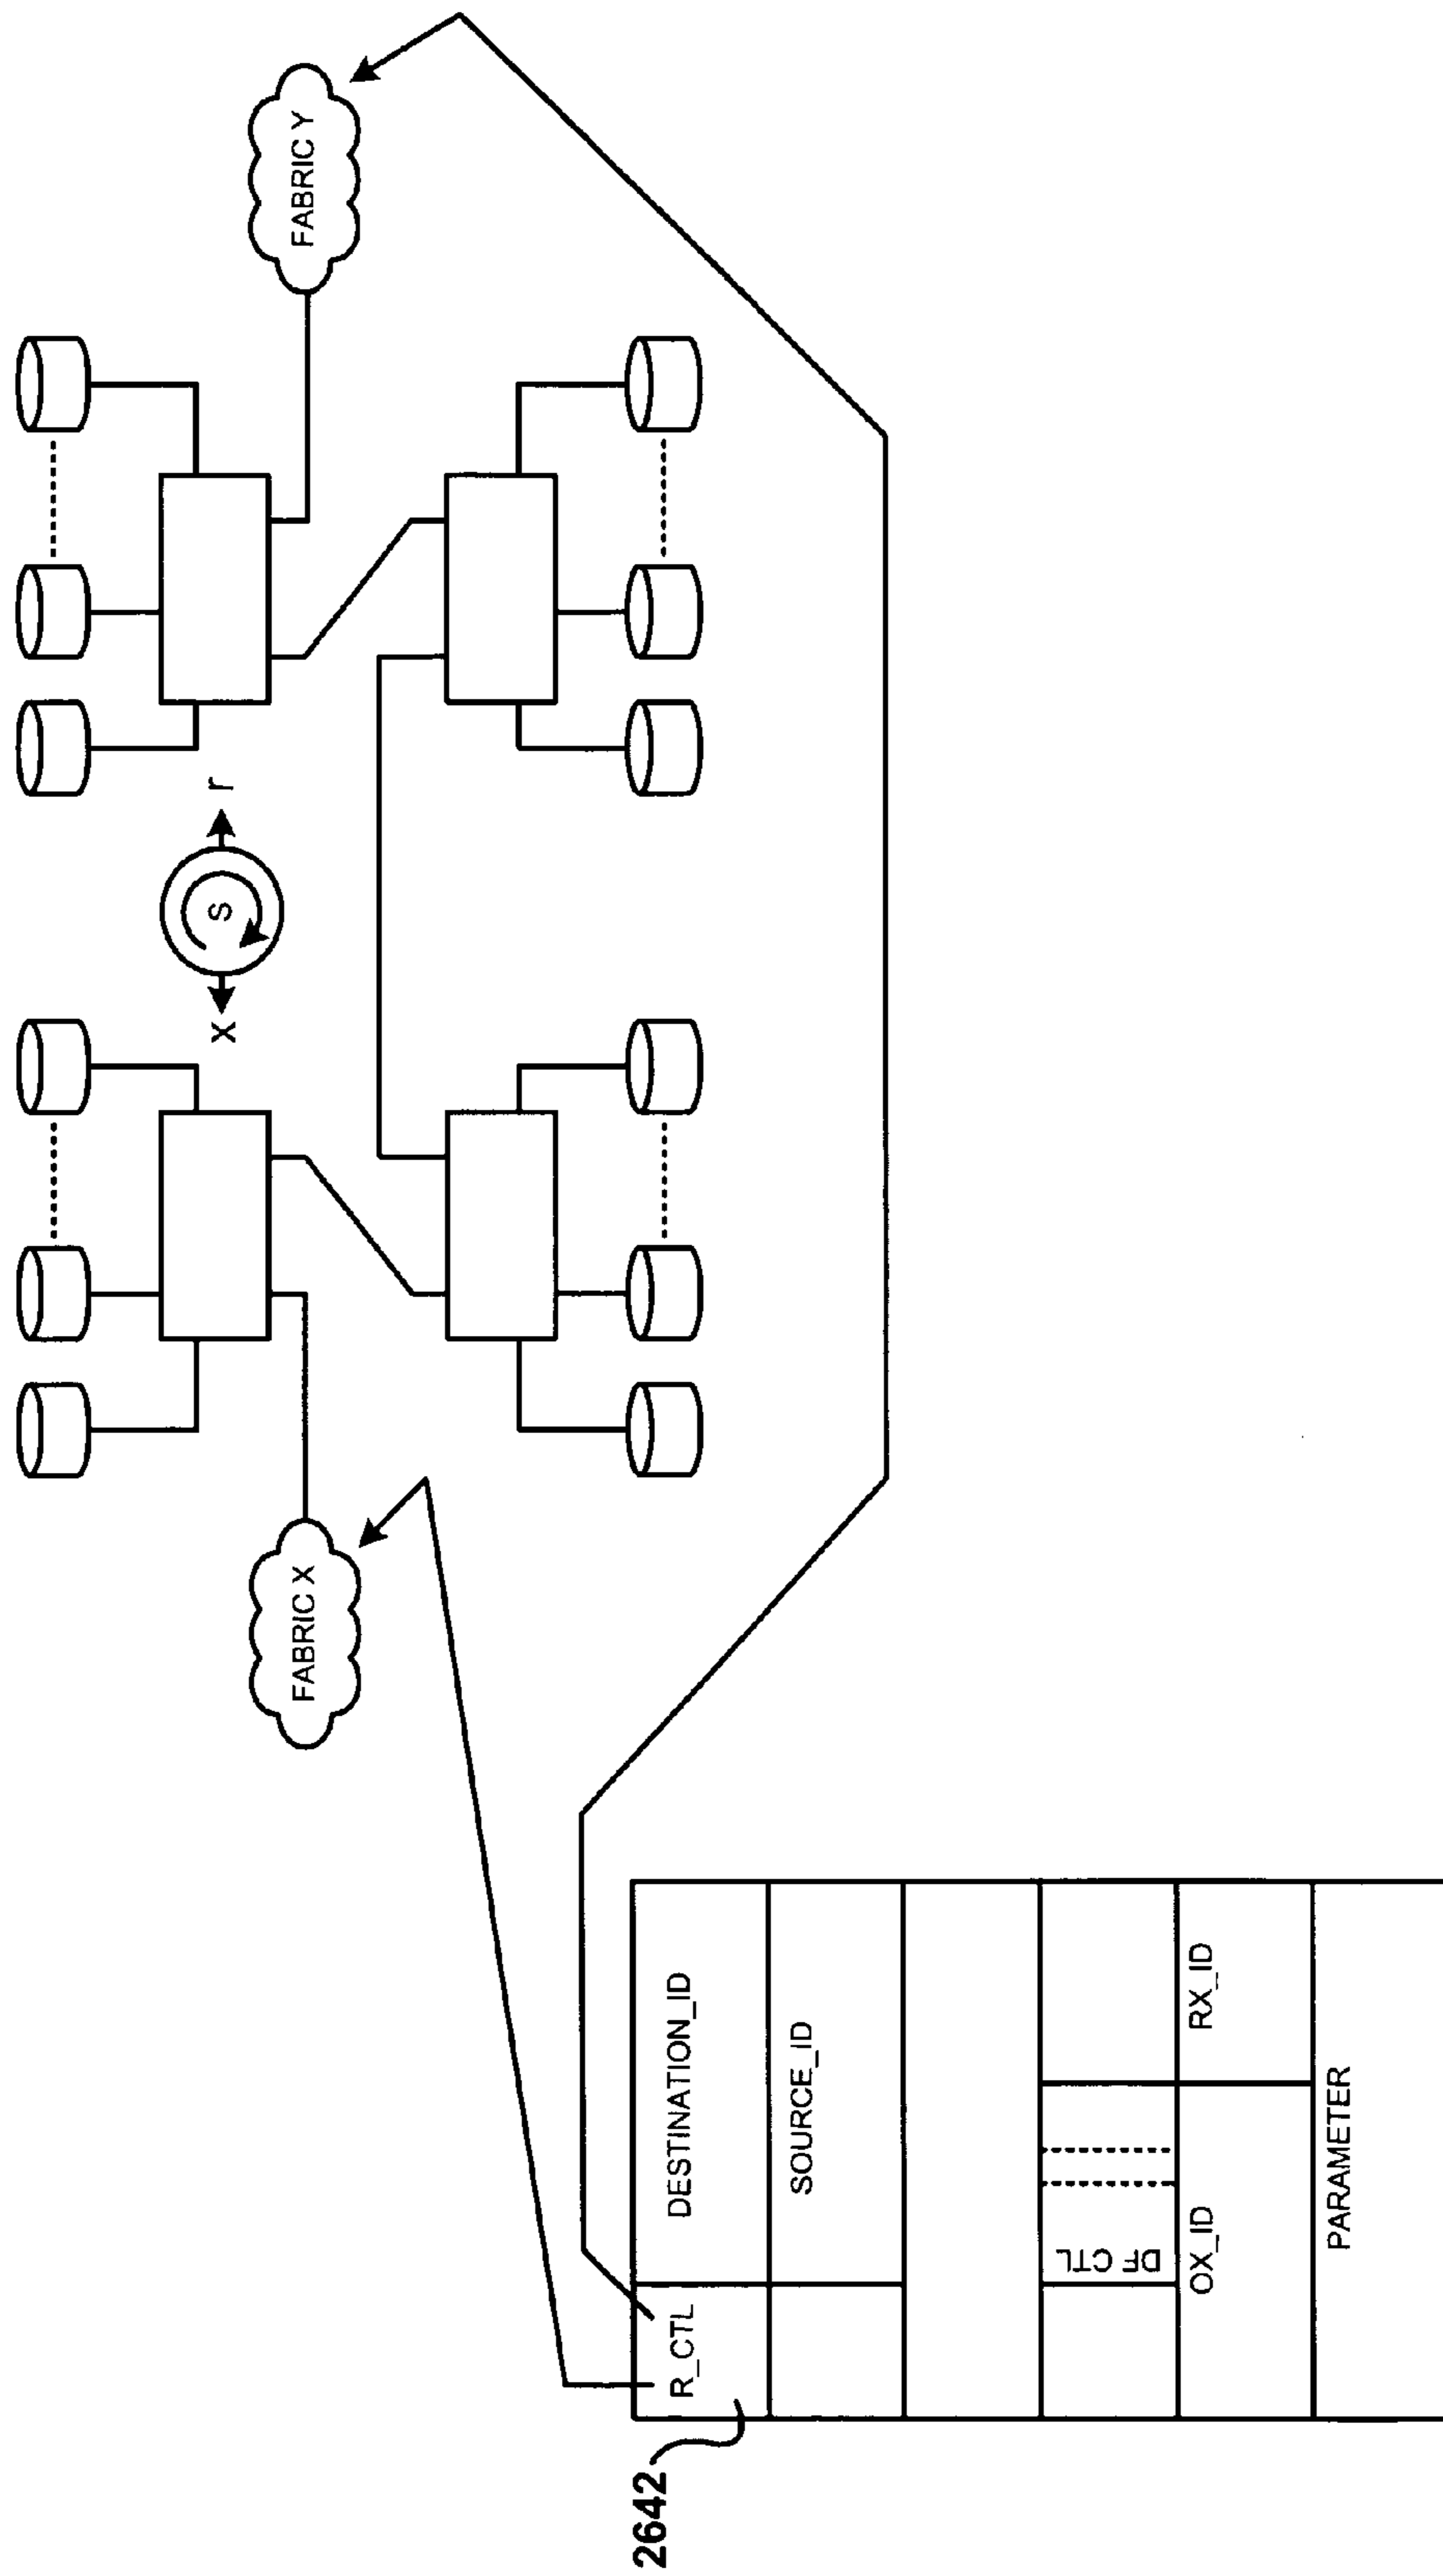 FABRIC X
FABRIC Y
x
s
r
2642
R_CTL
DESTINATION_ID
SOURCE_ID
DF CTL
OX_ID
RX_ID
PARAMETER